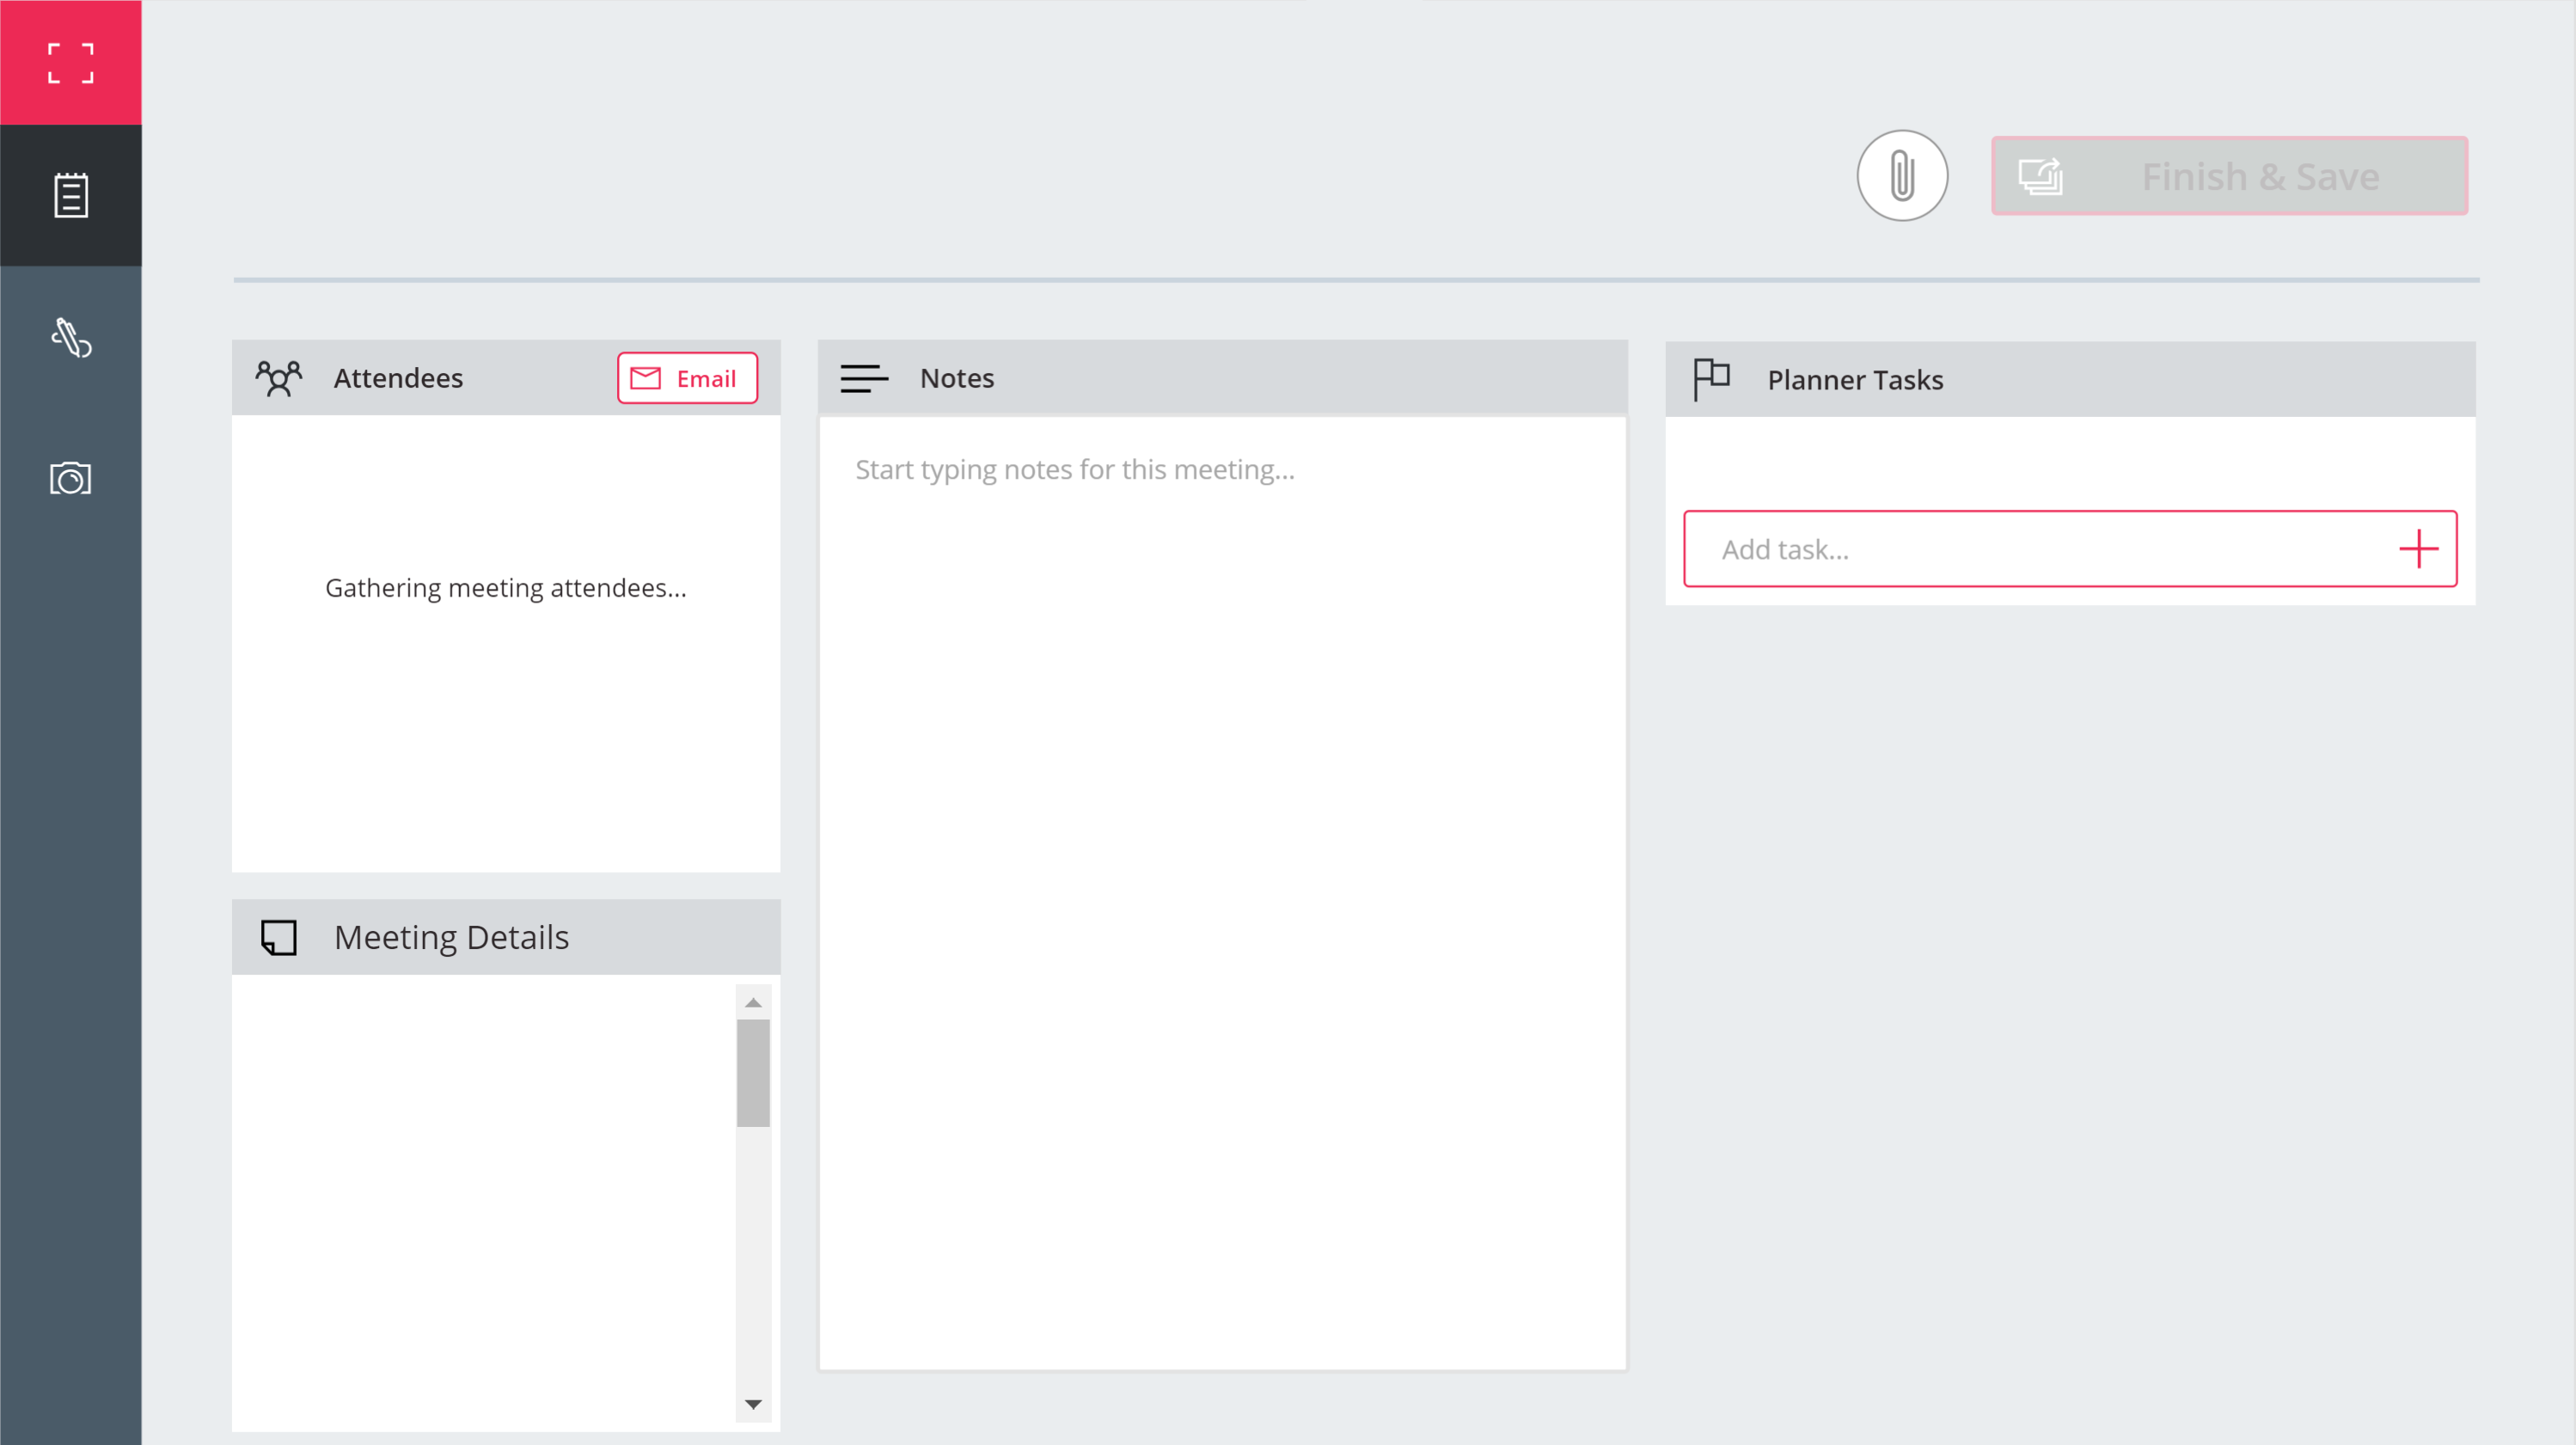 Finish & Save
Attendees
Email
Gathering meeting attendees...
Meeting Details
Notes
Start typing notes for this meeting...
Planner Tasks
Add task...